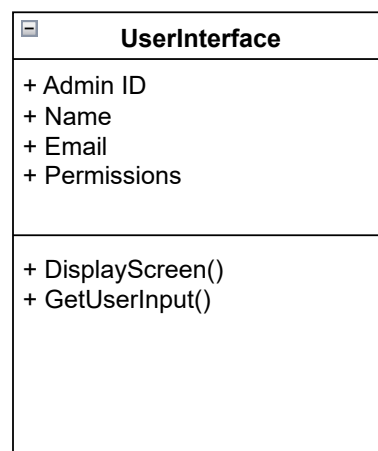 UserInterface
+ Admin ID
+ Name
+ Email
+ Permissions
+ DisplayScreen()
+ GetUserInput()